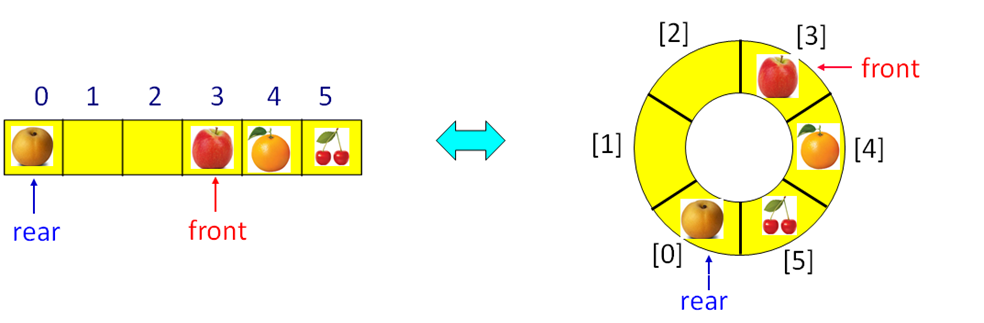 0 1 2 3 4 5
rear
front
[2]
[3]
front
[1]
[4]
[0]
[5]
rear